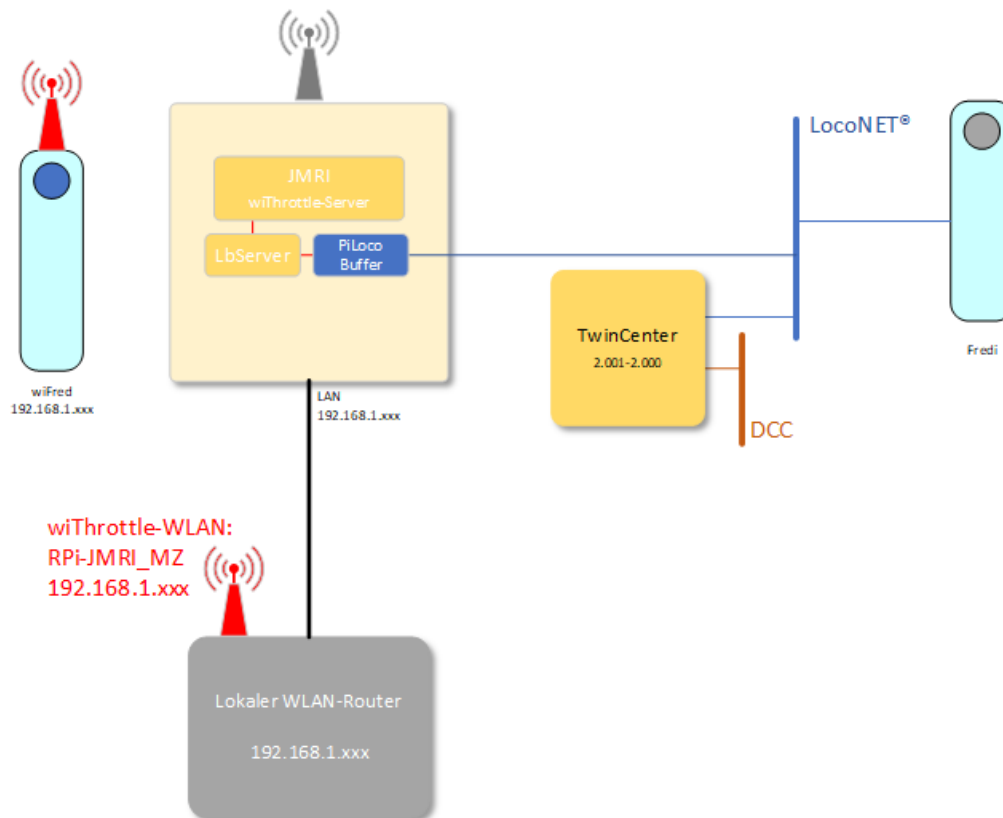 LocoNET®
JMRI
wiThrottle-Server
LbServer
PiLoco
Buffer
TwinCenter
2.001-2.000
Fredi
wiFred
192.168.1.xxx
LAN
192.168.1.xxx
DCC
wiThrottle-WLAN:
RPi-JMRI_MZ
192.168.1.xxx
Lokaler WLAN-Router
192.168.1.xxx